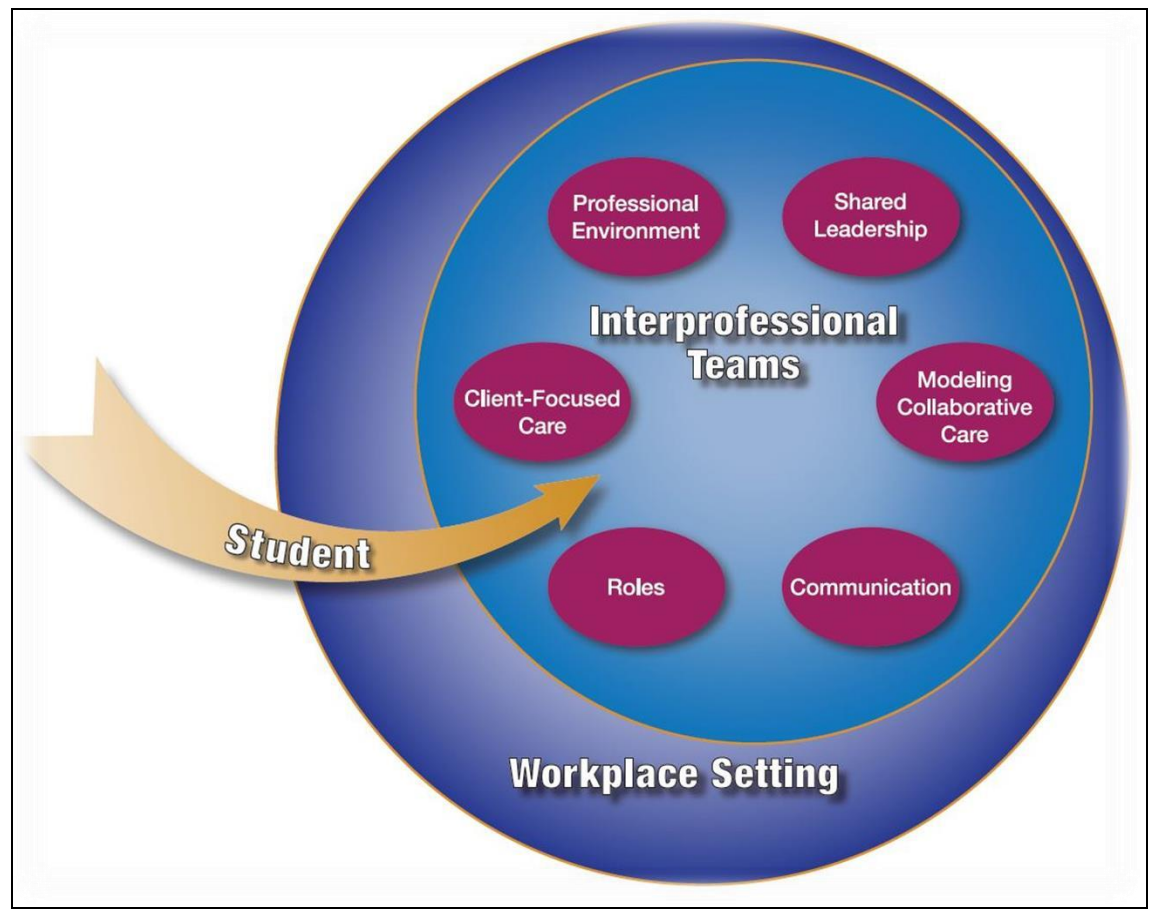 Professional
Environment
Shared
Leadership
Interprofessional
Teams
Client-Focused
Care
Modeling
Collaborative
Care
Student
Roles
Communication
Workplace Setting